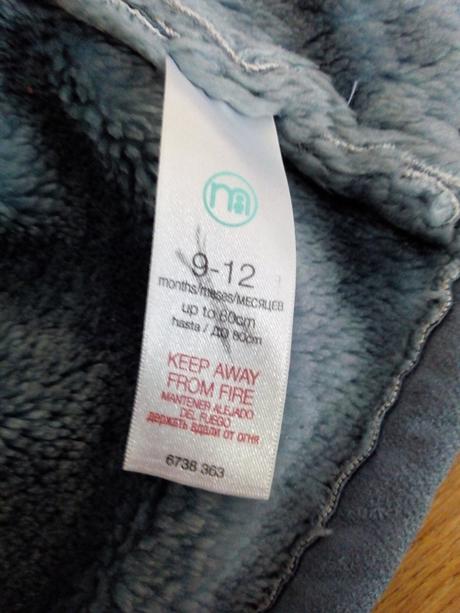 m
9-12
months/meses/МЕСЯЦЕВ
up to 80cm
hasta / ДО 80cm
KEEP AWAY
FROM FIRE
MANTENER ALEJADO
DEL FUEGO
держать вдали от огня
6738 363